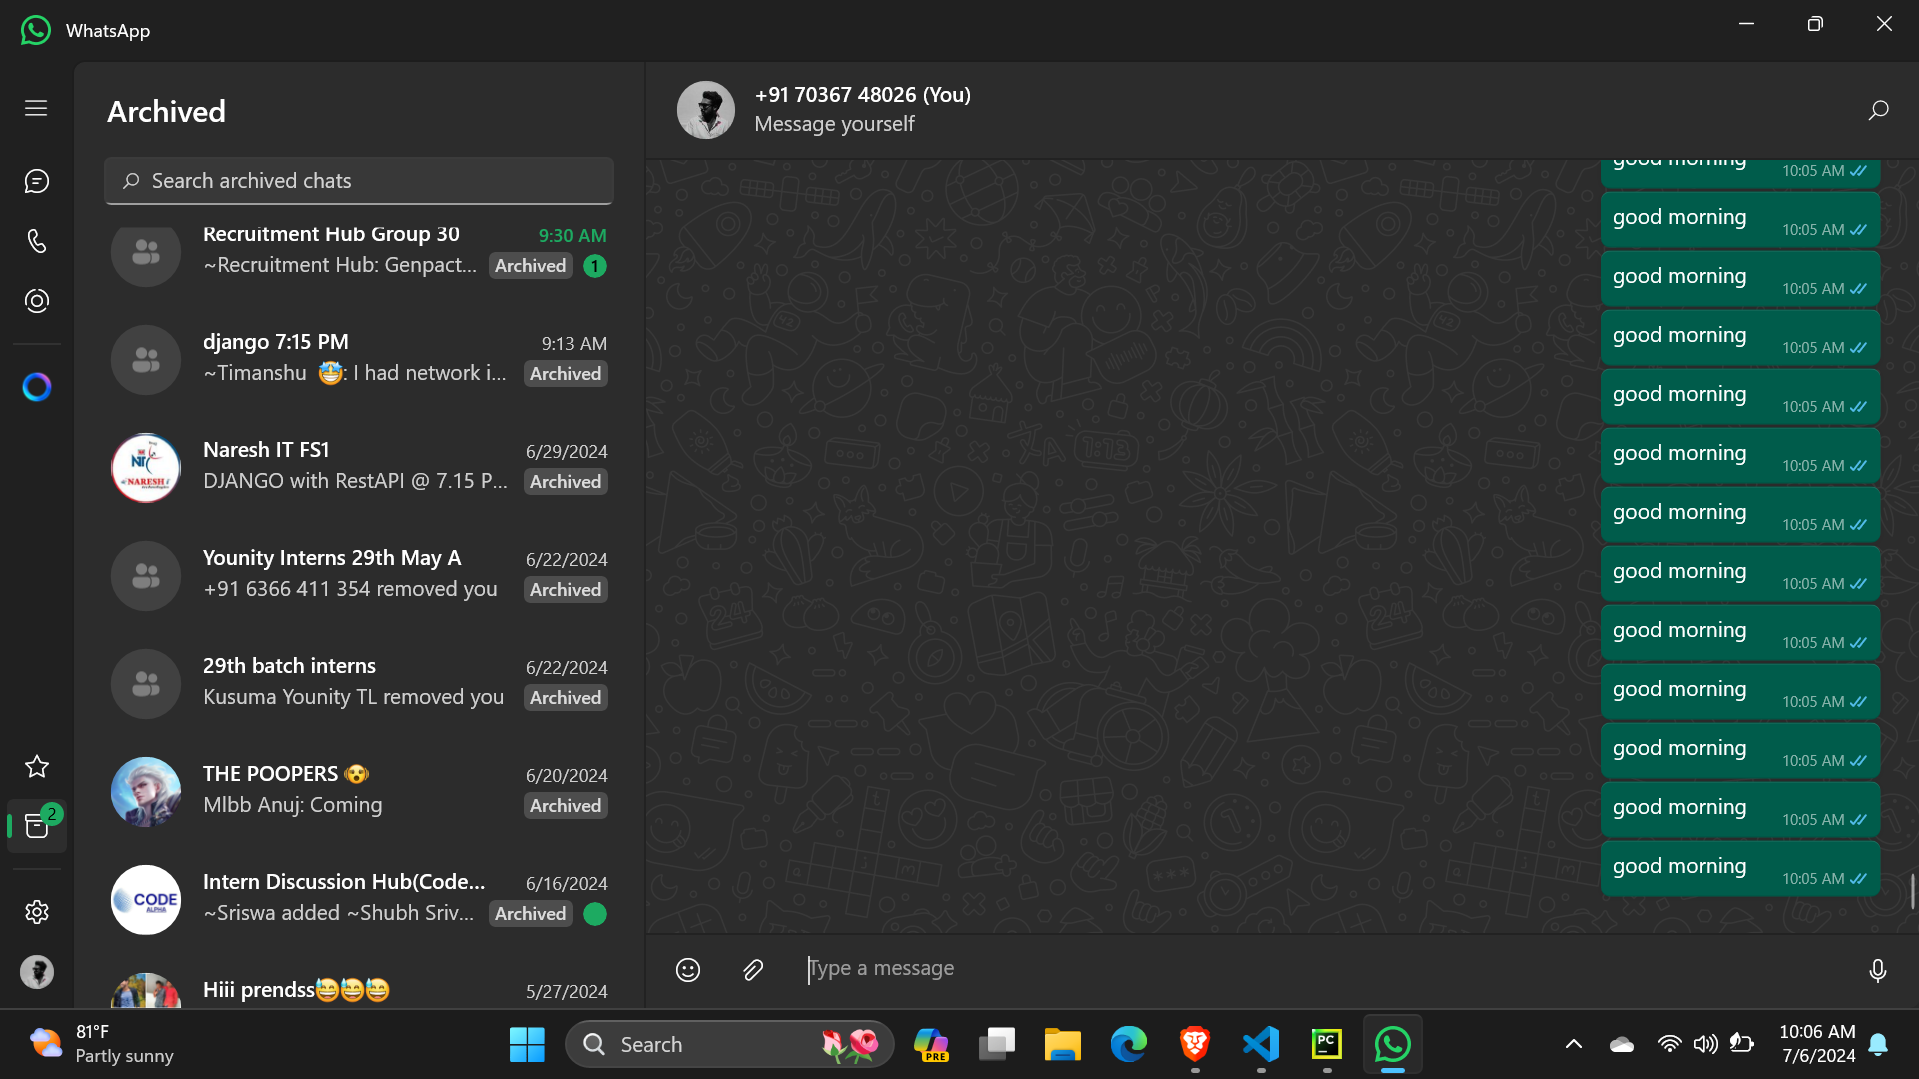 WhatsApp
Archived
Search archived chats
Recruitment Hub Group 30
9:30 AM
~Recruitment Hub: Genpact...
Archived
1
django 7:15 PM
9:13 AM
~Timanshu 🤩: I had network i...
Archived
Naresh IT FS1
6/29/2024
DJANGO with RestAPI @ 7.15 P...
Archived
NARESH i
Younity Interns 29th May A
6/22/2024
+91 6366 411 354 removed you
Archived
29th batch interns
6/22/2024
Kusuma Younity TL removed you
Archived
THE POOPERS
6/20/2024
Mlbb Anuj: Coming
Archived
2
CODE
ALPHA
Intern Discussion Hub(Code...
6/16/2024
~Sriswa added ~Shubh Sriv...
Archived
Hiii prendss😅😅😅
5/27/2024
+91 70367 48026 (You)
Message yourself
good morning
10:05 AM
good morning
10:05 AM
good morning
10:05 AM
good morning
10:05 AM
good morning
10:05 AM
good morning
10:05 AM
good morning
10:05 AM
good morning
10:05 AM
good morning
10:05 AM
good morning
10:05 AM
good morning
10:05 AM
good morning
10:05 AM
good morning
10:05 AM
Type a message
81°F
Partly sunny
Search
PRE
PC
10:06 AM
7/6/2024